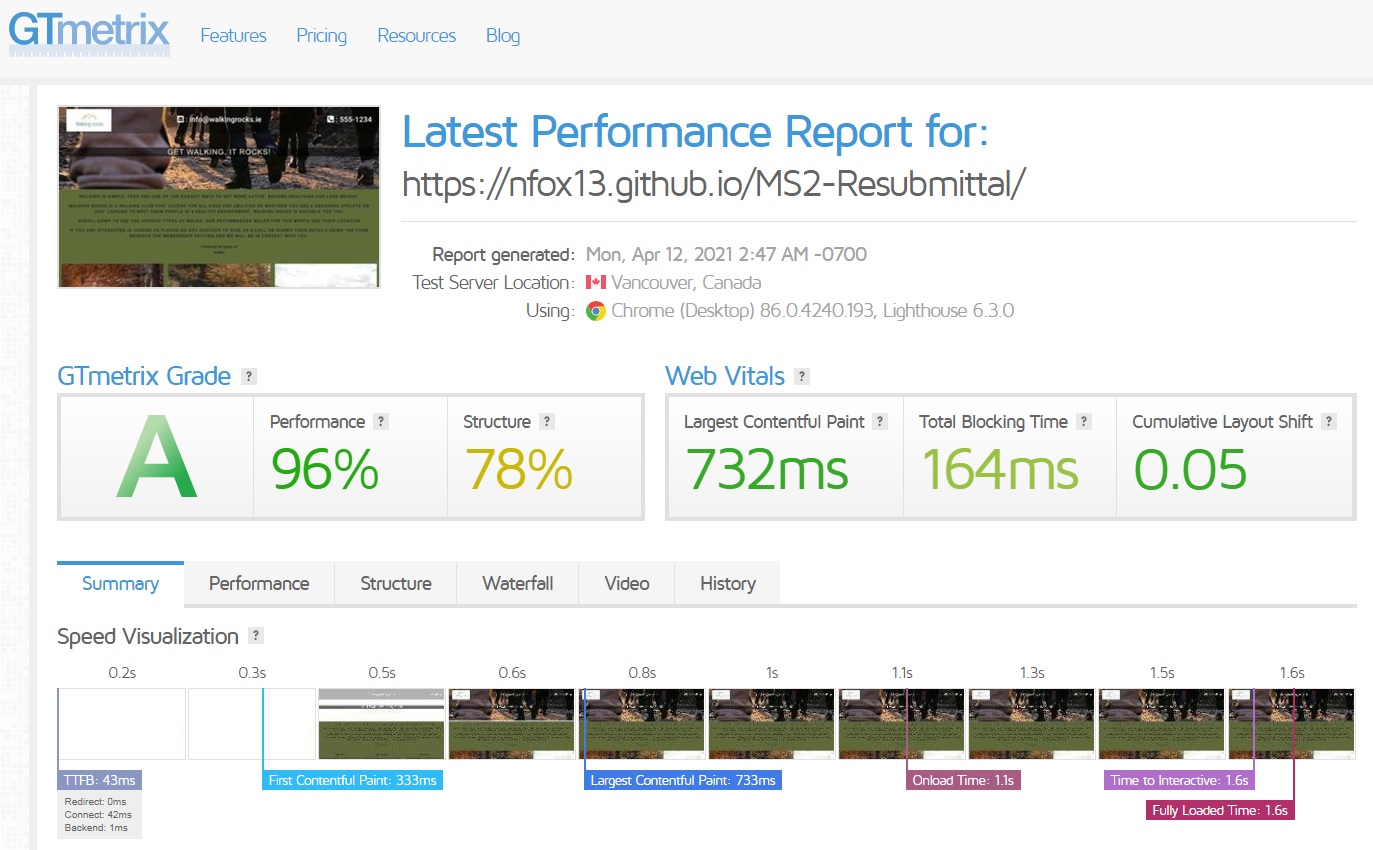 GTmetrix
Features Pricing Resources Blog
Walking rocks
: info@walkingrocks.ie
: 555-1234
GET WALKING, IT ROCKS!
Latest Performance Report for:
https://nfox13.github.io/MS2-Resubmittal/
Report generated: Mon, Apr 12, 2021 2:47 AM -0700
Test Server Location: Vancouver, Canada
Using: Chrome (Desktop) 86.0.4240.193, Lighthouse 6.3.0
GTmetrix Grade ?
A
Performance ?
96%
Structure ?
78%
Web Vitals ?
Largest Contentful Paint ?
732ms
Total Blocking Time ?
164ms
Cumulative Layout Shift ?
0.05
Summary Performance Structure Waterfall Video History
Speed Visualization ?
0.2s 0.3s 0.5s 0.6s 0.8s 1s 1.1s 1.3s 1.5s 1.6s
TTFB: 43ms
Redirect: 0ms
Connect: 42ms
Backend: 1ms
First Contentful Paint: 333ms
Largest Contentful Paint: 733ms
Onload Time: 1.1s
Time to Interactive: 1.6s
Fully Loaded Time: 1.6s